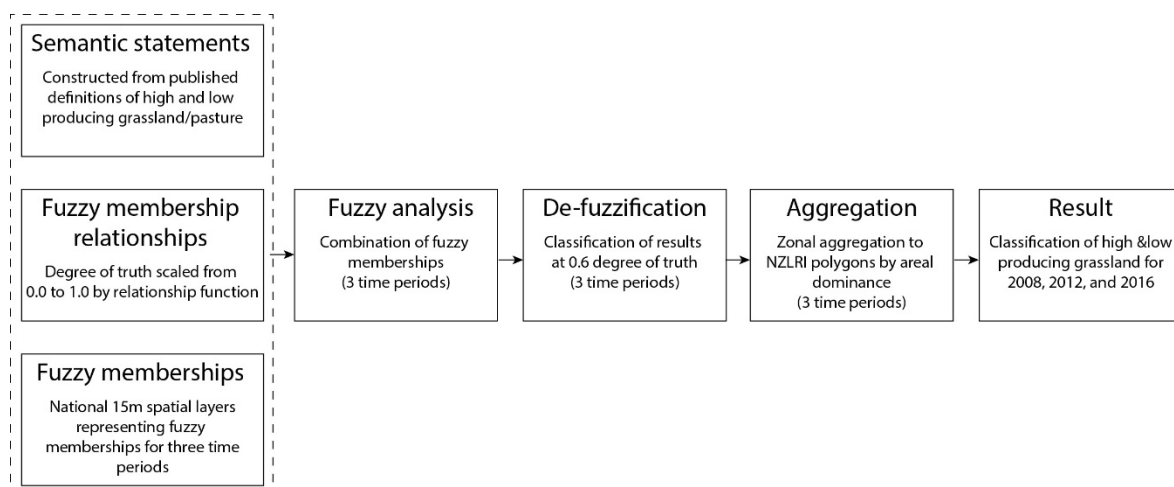 Semantic statements
Constructed from published
definitions of high and low
producing grassland/pasture
Fuzzy membership
relationships
Degree of truth scaled from
0.0 to 1.0 by relationship function
Fuzzy memberships
National 15m spatial layers
representing fuzzy
memberships for three time
periods
Fuzzy analysis
Combination of fuzzy
memberships
(3 time periods)
De-fuzzification
Classification of results
at 0.6 degree of truth
(3 time periods)
Aggregation
Zonal aggregation to
NZLRI polygons by areal
dominance
(3 time periods)
Result
Classification of high &low
producing grassland for
2008, 2012, and 2016